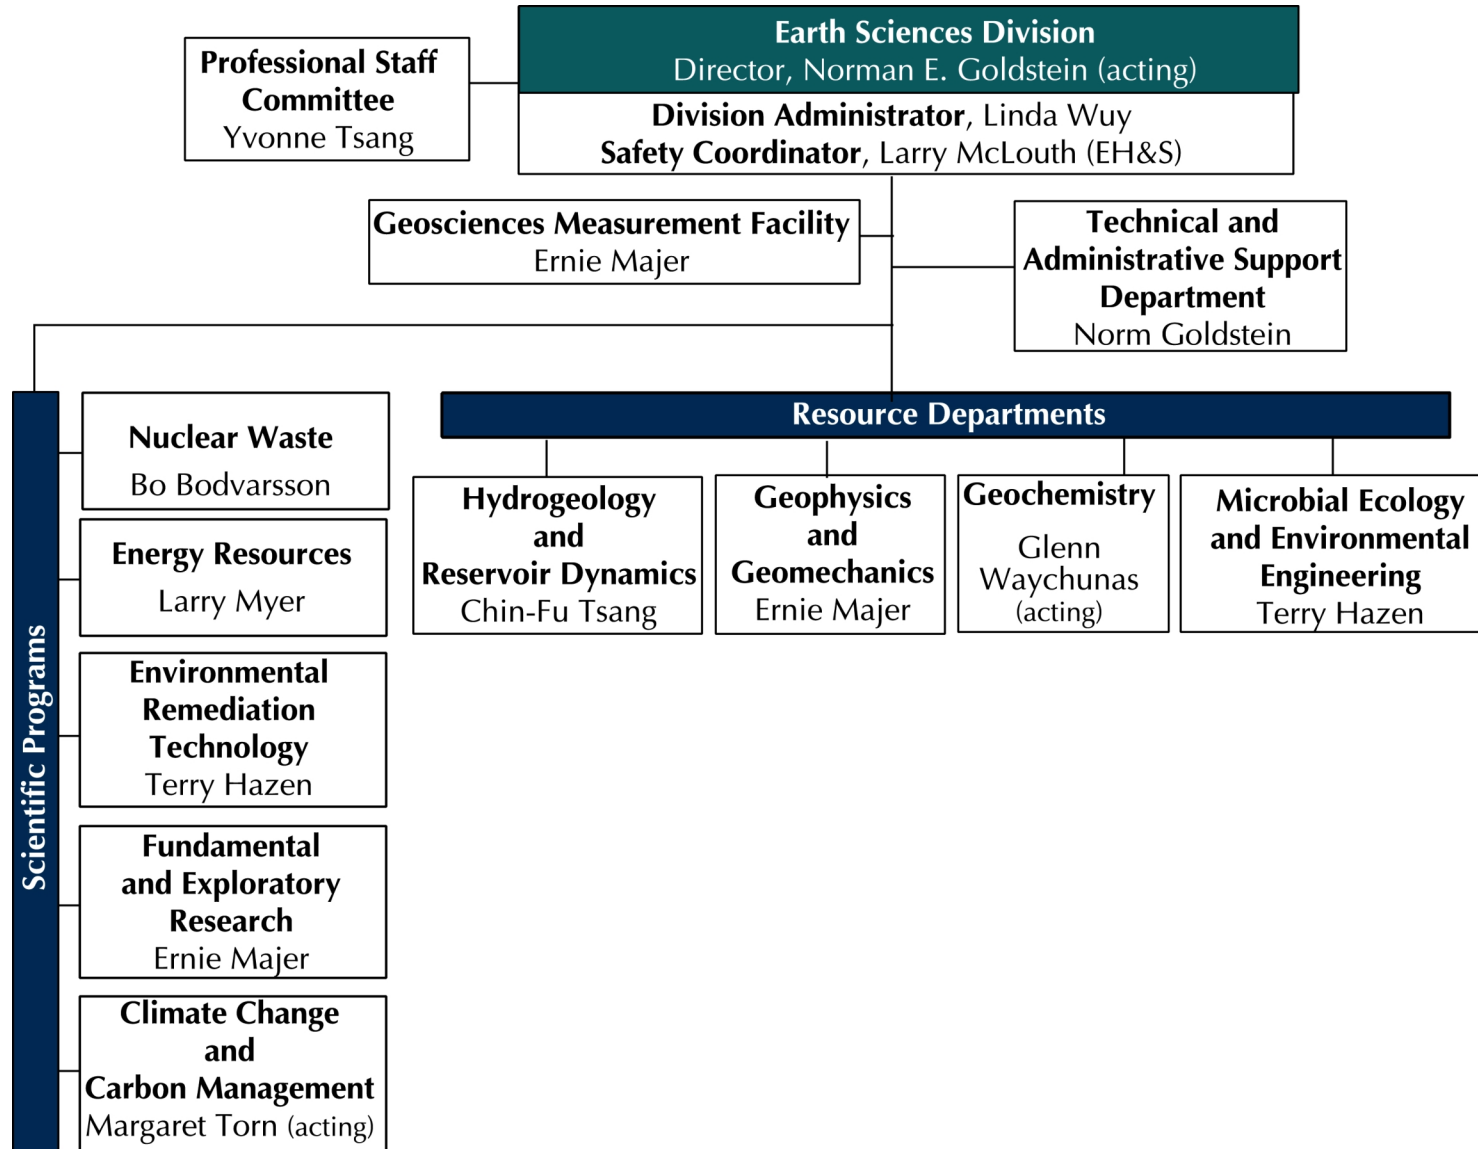 Earth Sciences Division
Director, Norman E. Goldstein (acting)
Professional Staff
Committee
Yvonne Tsang
Division Administrator, Linda Wuy
Safety Coordinator, Larry McLouth (EH&S)
Geosciences Measurement Facility
Ernie Majer
Technical and
Administrative Support
Department
Norm Goldstein
Scientific Programs
Nuclear Waste
Bo Bodvarsson
Energy Resources
Larry Myer
Environmental
Remediation
Technology
Terry Hazen
Fundamental
and Exploratory
Research
Ernie Majer
Climate Change
and
Carbon Management
Margaret Torn (acting)
Resource Departments
Hydrogeology
and
Reservoir Dynamics
Chin-Fu Tsang
Geophysics
and
Geomechanics
Ernie Majer
Geochemistry
Glenn
Waychunas
(acting)
Microbial Ecology
and Environmental
Engineering
Terry Hazen